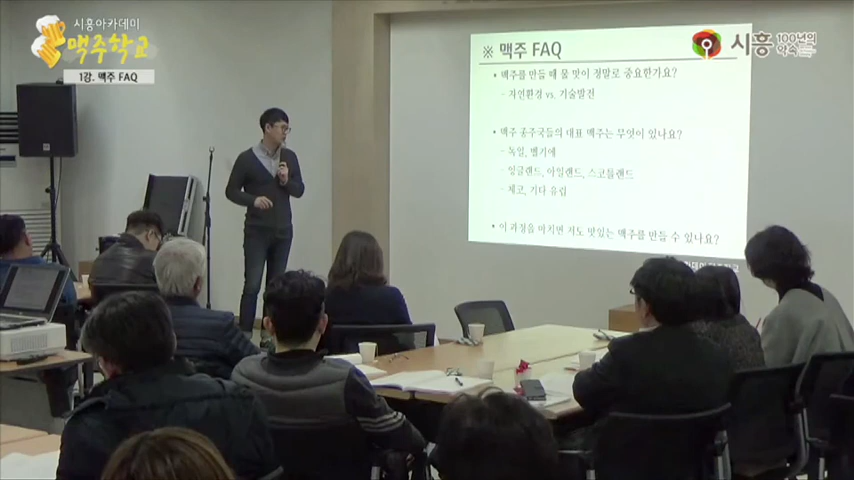 시흥아카데미
맥주학교
1강. 맥주 FAQ
시흥 100년의 약속
※ 맥주 FAQ
• 맥주를 만들 때 물 맛이 정말로 중요한가요?
- 자연환경 vs. 기술발전
• 맥주 종주국들의 대표 맥주는 무엇이 있나요?
- 독일, 벨기에
- 잉글랜드, 아일랜드, 스코틀랜드
- 체코, 기타 유럽
• 이 과정을 마치면 저도 맛있는 맥주를 만들 수 있나요?